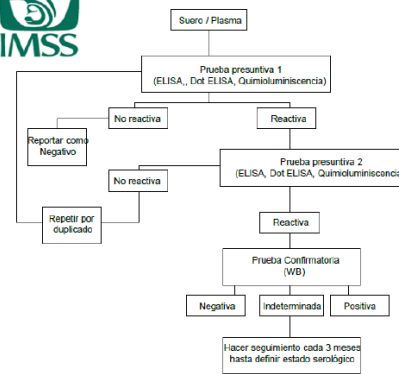 IMSS
Suero / Plasma
Prueba presuntiva 1
(ELISA,, Dot ELISA, Quimioluminiscencia)
No reactiva
Reactiva
Reportar como
Negativo
Prueba presuntiva 2
(ELISA, Dot ELISA, Quimioluminiscencia
No reactiva
Repetir por
duplicado
Reactiva
Prueba Confirmatoria
(WB)
Negativa
Indeterminada
Positiva
Hacer seguimiento cada 3 meses
hasta definir estado serológico